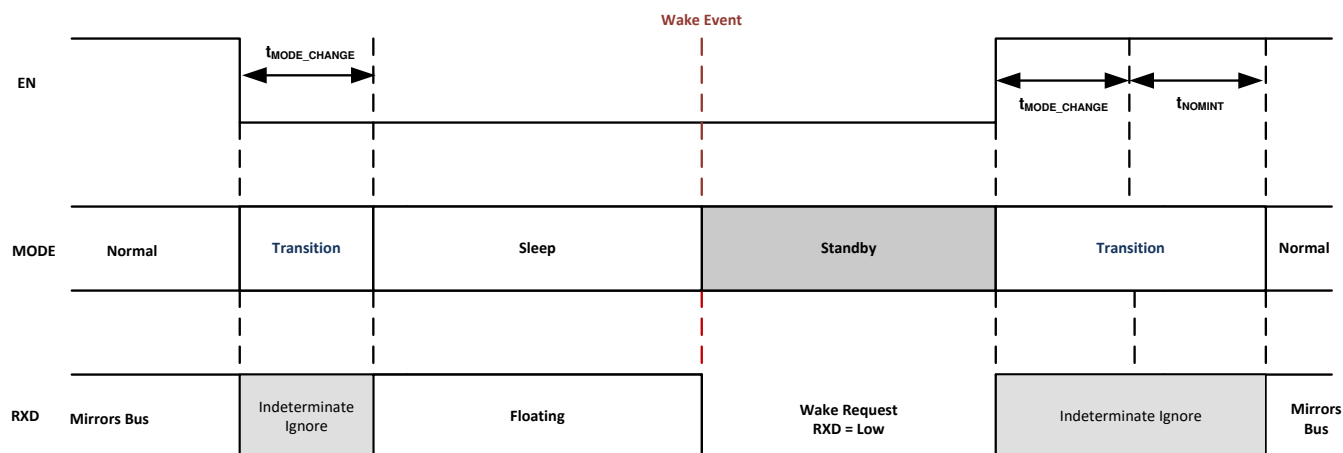 Wake Event
EN
tMODE_CHANGE
tMODE_CHANGE
tNOMINT
MODE
Normal
Transition
Sleep
Standby
Transition
Normal
RXD
Mirrors Bus
Indeterminate
Ignore
Floating
Wake Request
RXD = Low
Indeterminate Ignore
Mirrors
Bus